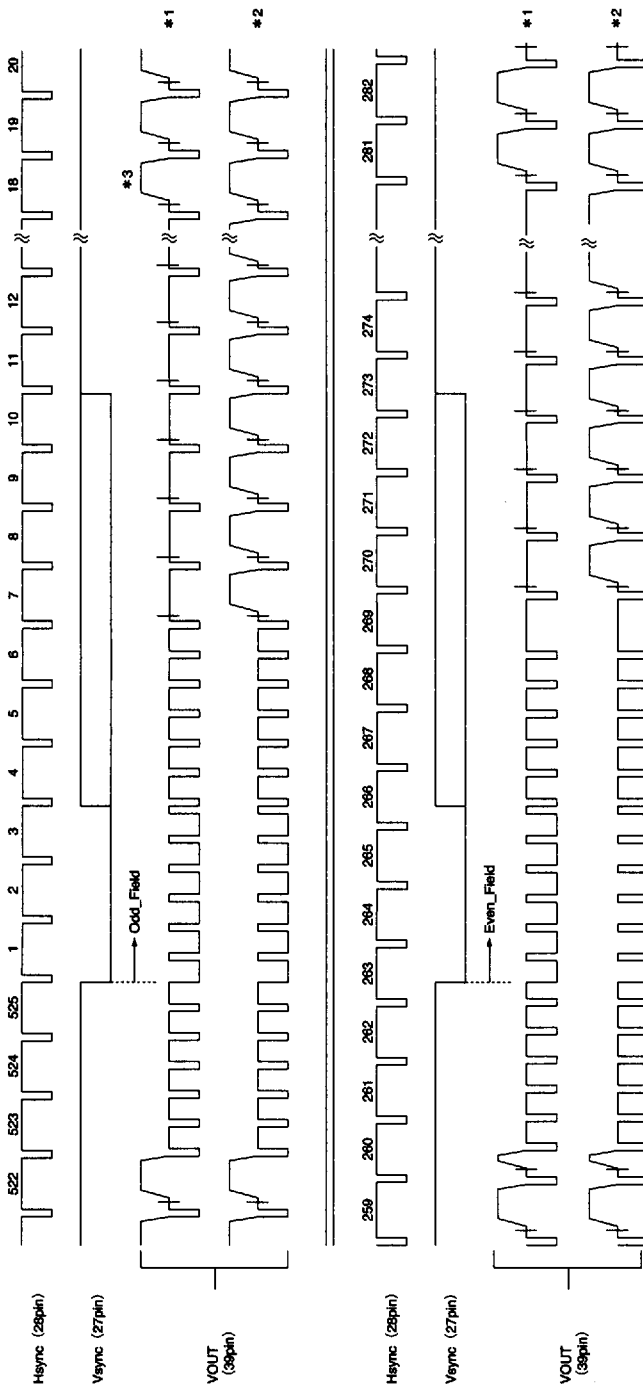 Hsync (28pin)
522 523 524 525 1 2 3 4 5 6 7 8 9 10 11 12 18 19 20
Vsync (27pin)
Odd_Field
VOUT
(39pin)
*3
*1
*2
Hsync (28pin)
259 260 261 262 263 264 265 266 267 268 269 270 271 272 273 274 281 282
Vsync (27pin)
Even_Field
VOUT
(39pin)
*1
*2